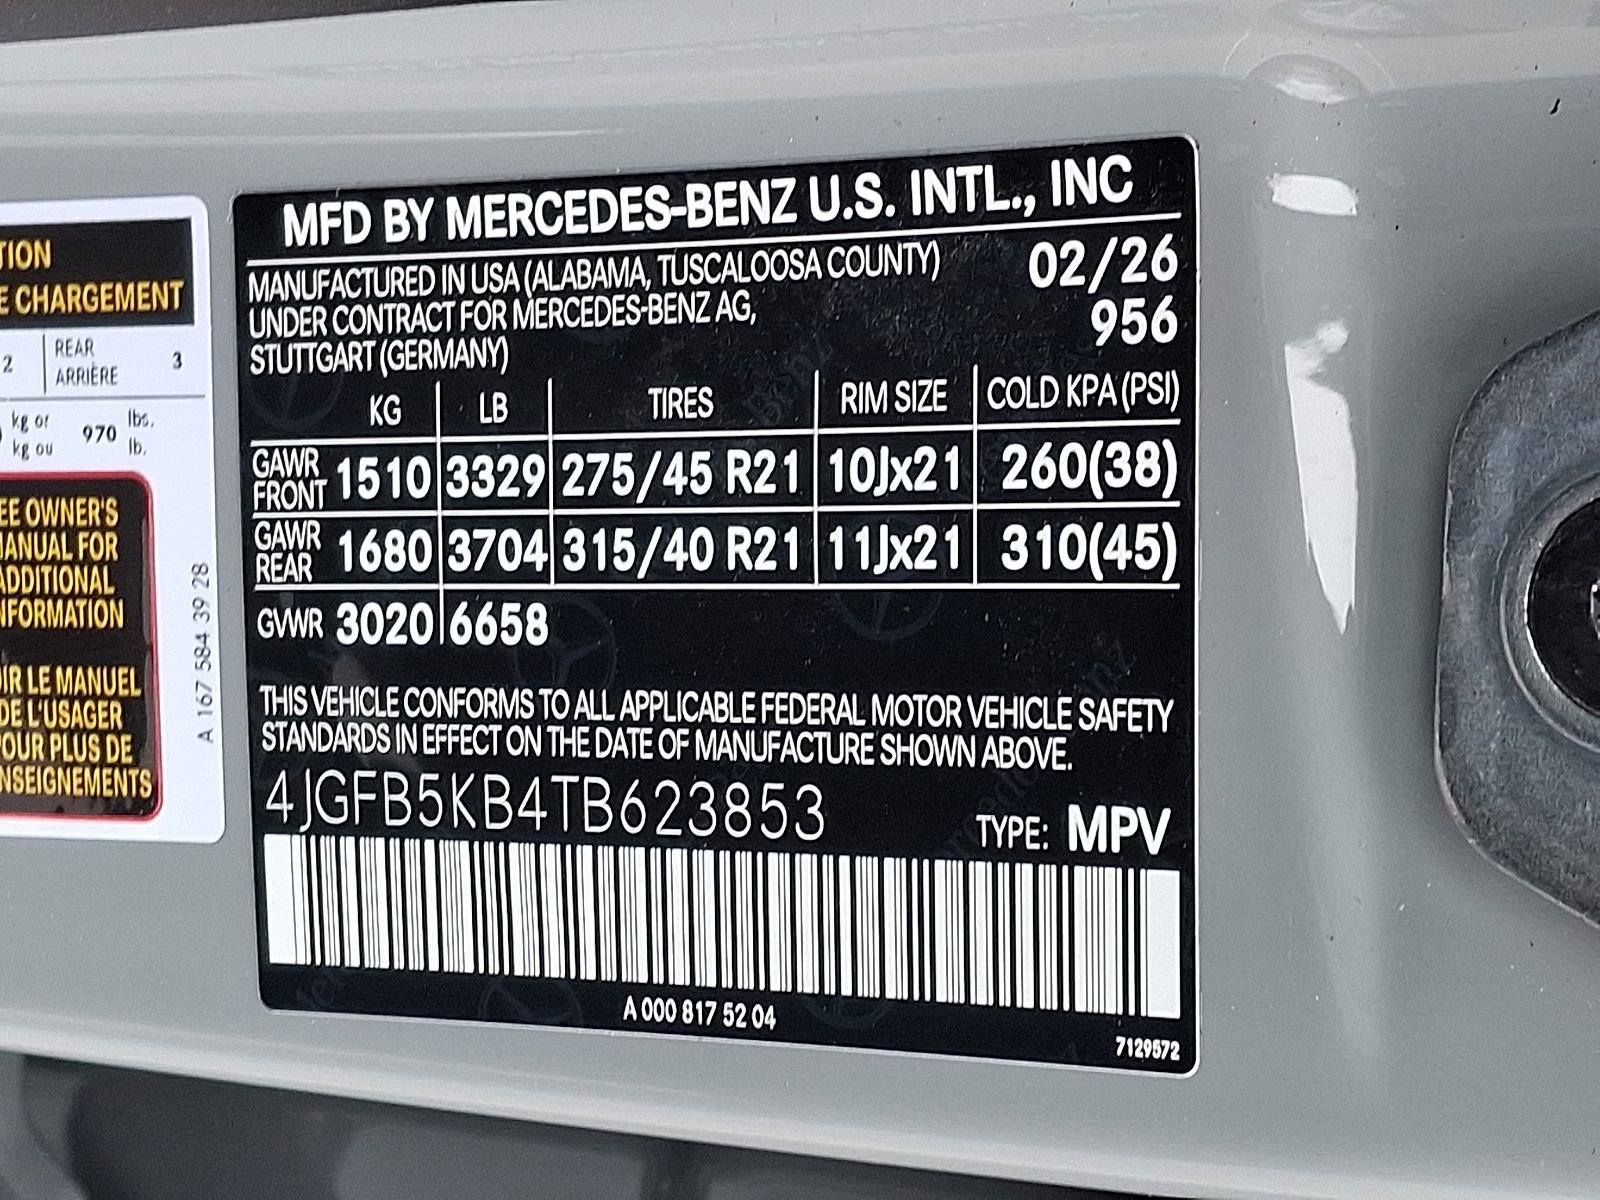 TION
E CHARGEMENT
2 REAR ARRIÈRE 3
kg or 970 lbs.
kg ou lb.
EE OWNER'S
ANUAL FOR
ADDITIONAL
NFORMATION
IR LE MANUEL
DE L'USAGER
POUR PLUS DE
NSEIGNEMENTS
A 167 584 39 28
MFD BY MERCEDES-BENZ U.S. INTL., INC
MANUFACTURED IN USA (ALABAMA, TUSCALOOSA COUNTY) 02/26
UNDER CONTRACT FOR MERCEDES-BENZ AG, 956
STUTTGART (GERMANY)
KG LB TIRES RIM SIZE COLD KPA (PSI)
GAWR FRONT 1510 3329 275/45 R21 10Jx21 260(38)
GAWR REAR 1680 3704 315/40 R21 11Jx21 310(45)
GVWR 3020 6658
THIS VEHICLE CONFORMS TO ALL APPLICABLE FEDERAL MOTOR VEHICLE SAFETY
STANDARDS IN EFFECT ON THE DATE OF MANUFACTURE SHOWN ABOVE.
4JGFB5KB4TB623853
TYPE: MPV
A 000 817 52 04
7129572